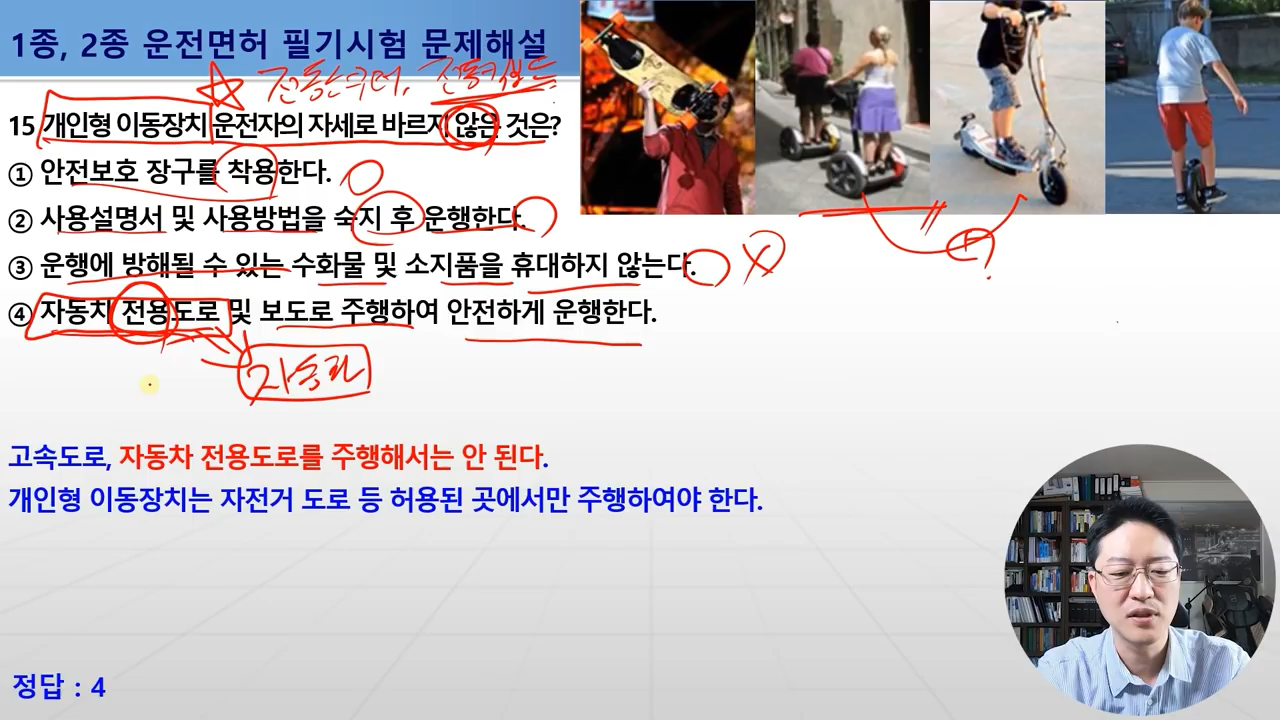 1종, 2종 운전면허 필기시험 문제해설
전동스쿠터, 전동킥보드
15 개인형 이동장치 운전자의 자세로 바르지 않은 것은?
① 안전보호 장구를 착용한다.
② 사용설명서 및 사용방법을 숙지 후 운행한다.
③ 운행에 방해될 수 있는 수화물 및 소지품을 휴대하지 않는다.
④ 자동차 전용도로 및 보도로 주행하여 안전하게 운행한다.
고속도로, 자동차 전용도로를 주행해서는 안 된다.
개인형 이동장치는 자전거 도로 등 허용된 곳에서만 주행하여야 한다.
정답 : 4